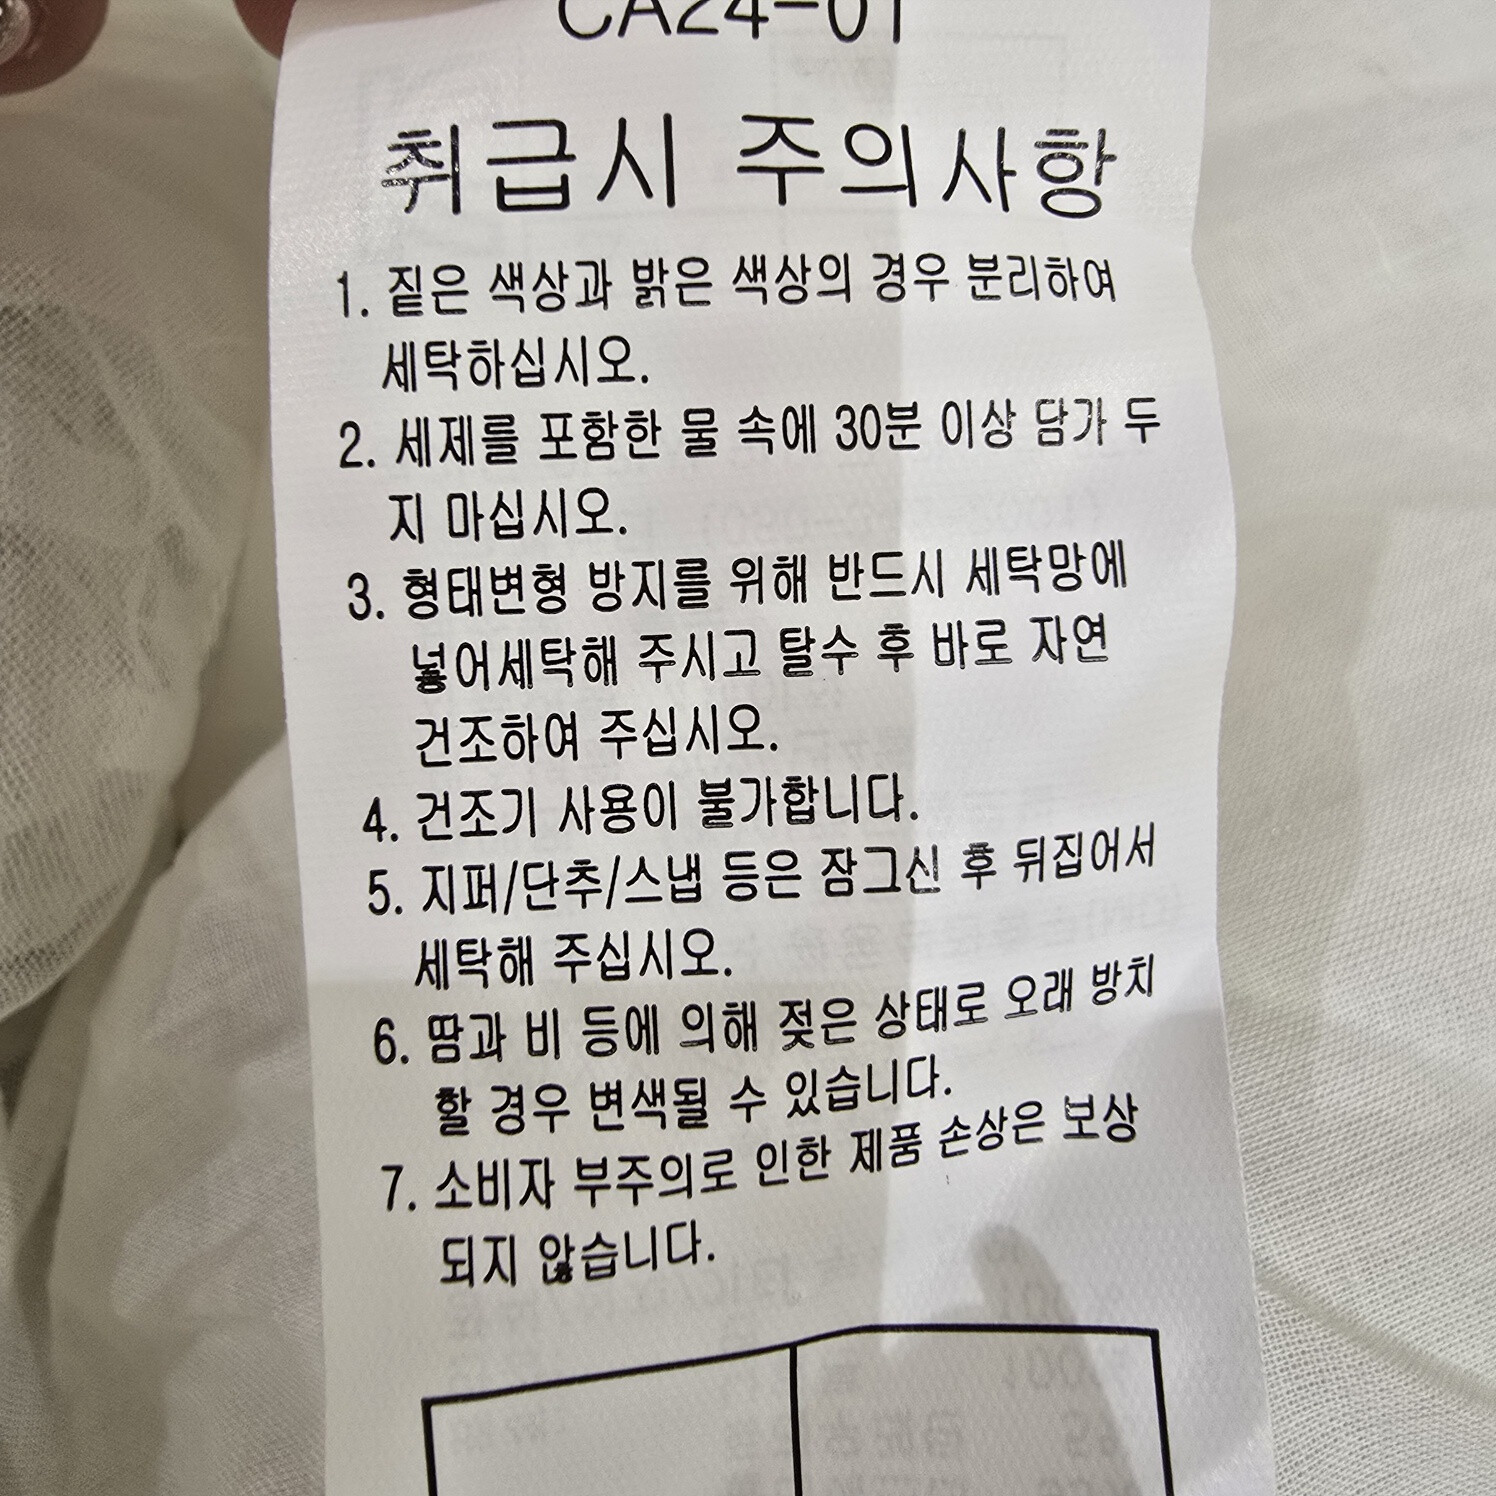 CA24-01
취급시 주의사항
1. 짙은 색상과 밝은 색상의 경우 분리하여
세탁하십시오.
2. 세제를 포함한 물 속에 30분 이상 담가 두
지 마십시오.
3. 형태변형 방지를 위해 반드시 세탁망에
넣어세탁해 주시고 탈수 후 바로 자연
건조하여 주십시오.
4. 건조기 사용이 불가합니다.
5. 지퍼/단추/스냅 등은 잠그신 후 뒤집어서
세탁해 주십시오.
6. 땀과 비 등에 의해 젖은 상태로 오래 방치
할 경우 변색될 수 있습니다.
7. 소비자 부주의로 인한 제품 손상은 보상
되지 않습니다.